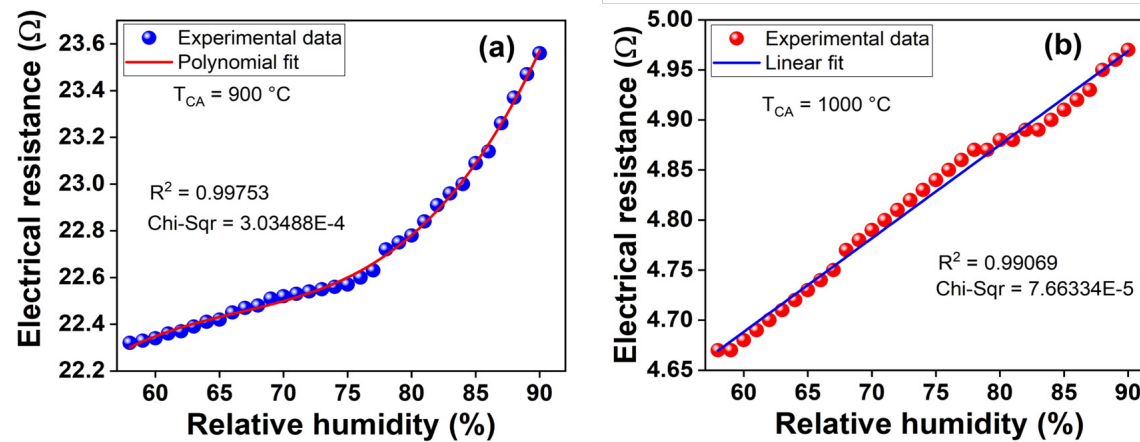 Electrical resistance (Ω)
23.6
23.4
23.2
23.0
22.8
22.6
22.4
22.2
Experimental data
Polynomial fit
(a)
T_CA = 900 °C
R² = 0.99753
Chi-Sqr = 3.03488E-4
60 65 70 75 80 85 90
Relative humidity (%)
Electrical resistance (Ω)
5.00
4.95
4.90
4.85
4.80
4.75
4.70
4.65
Experimental data
Linear fit
(b)
T_CA = 1000 °C
R² = 0.99069
Chi-Sqr = 7.66334E-5
60 65 70 75 80 85 90
Relative humidity (%)